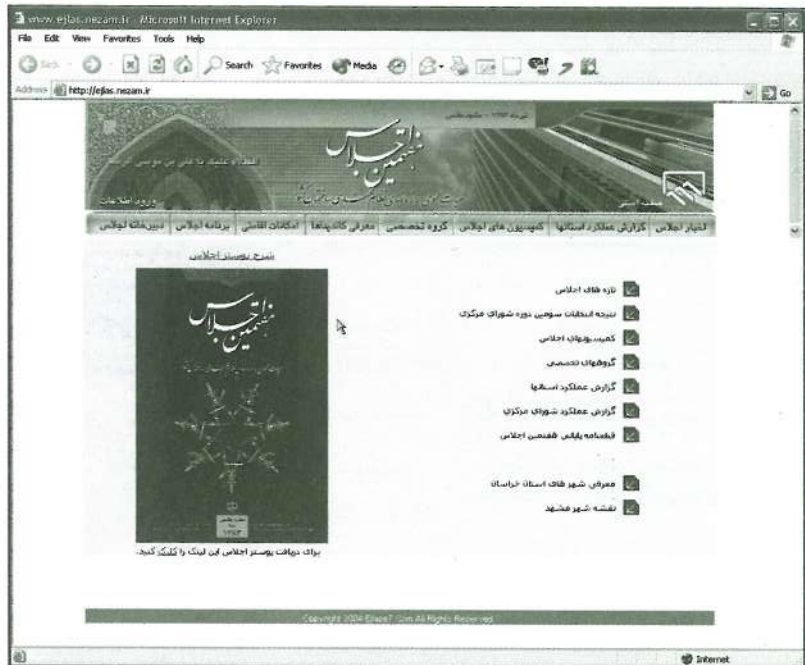 www.ejlas.nezam.ir - Microsoft Internet Explorer
File Edit View Favorites Tools Help
Back Search Favorites Media
Address http://ejlas.nezam.ir Go
هفتمین اجلاس
ورود اطلاعات
اخبار اجلاس گزارش عملکرد استانها کمیسیون های اجلاس گروه تخصصی معرفی کاندیداها امکانات اقامتی برنامه اجلاس دبیرخانه اجلاس
شرح پوستر اجلاس
هفتمین اجلاس
تازه های اجلاس
نتیجه انتخابات سومین دوره شورای مرکزی
کمیسیونهای اجلاس
گروههای تخصصی
گزارش عملکرد استانها
گزارش عملکرد شورای مرکزی
قطعنامه پایانی هفتمین اجلاس
معرفی شهر های استان خراسان
نقشه شهر مشهد
برای دریافت پوستر اجلاس این لینک را کلیک کنید.
All Rights Reserved
Internet